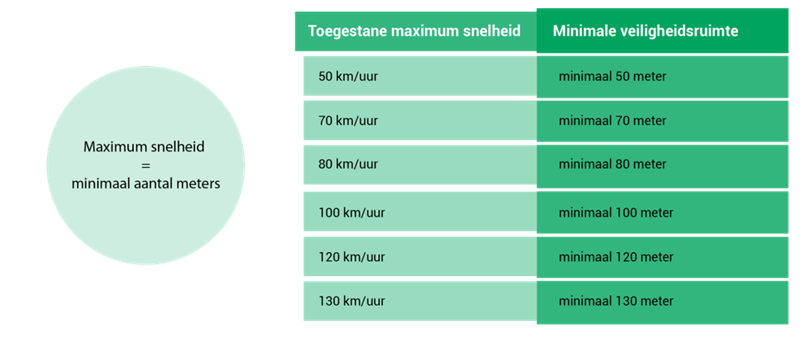 Maximum snelheid
=
minimaal aantal meters
Toegestane maximum snelheid Minimale veiligheidsruimte
50 km/uur minimaal 50 meter
70 km/uur minimaal 70 meter
80 km/uur minimaal 80 meter
100 km/uur minimaal 100 meter
120 km/uur minimaal 120 meter
130 km/uur minimaal 130 meter